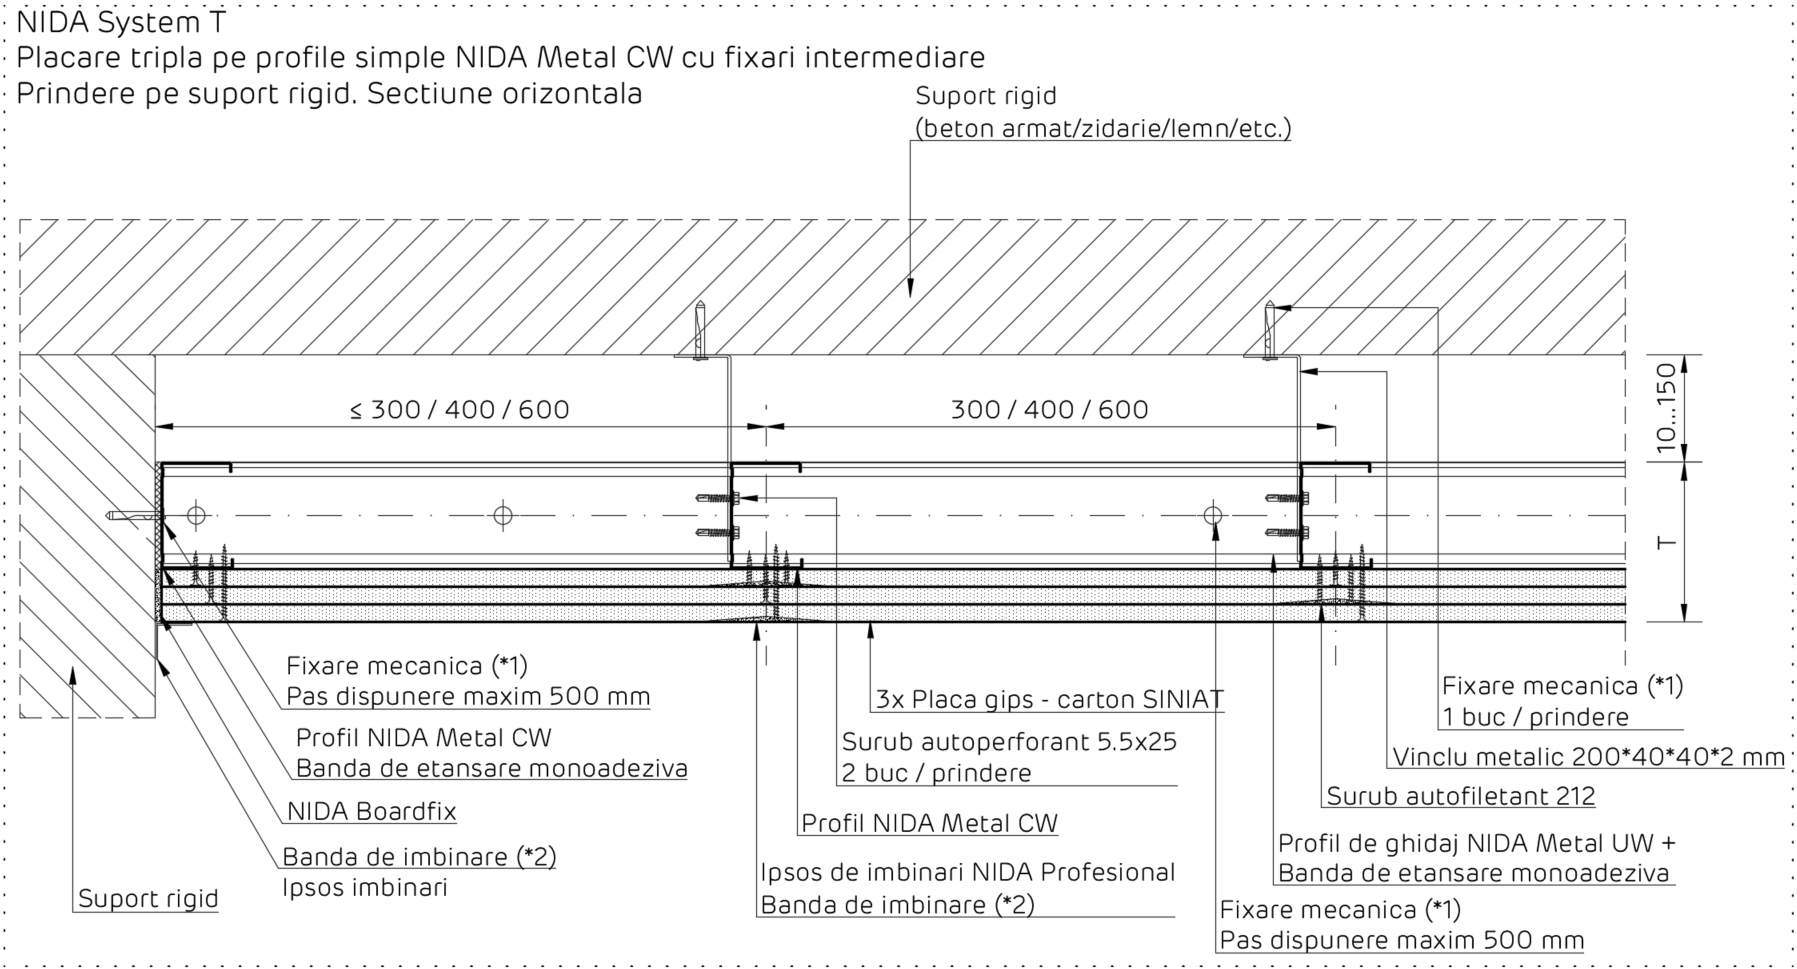 NIDA System T
Placare tripla pe profile simple NIDA Metal CW cu fixari intermediare
Prindere pe suport rigid. Sectiune orizontala
Suport rigid
(beton armat/zidarie/lemn/etc.)
≤ 300 / 400 / 600
300 / 400 / 600
10...150
T
Fixare mecanica (*1)
Pas dispunere maxim 500 mm
Profil NIDA Metal CW
Banda de etansare monoadeziva
NIDA Boardfix
Banda de imbinare (*2)
Ipsos imbinari
Suport rigid
3x Placa gips - carton SINIAT
Surub autoperforant 5.5x25
2 buc / prindere
Profil NIDA Metal CW
Ipsos de imbinari NIDA Profesional
Banda de imbinare (*2)
Fixare mecanica (*1)
1 buc / prindere
Vinclu metalic 200*40*40*2 mm
Surub autofiletant 212
Profil de ghidaj NIDA Metal UW +
Banda de etansare monoadeziva
Fixare mecanica (*1)
Pas dispunere maxim 500 mm